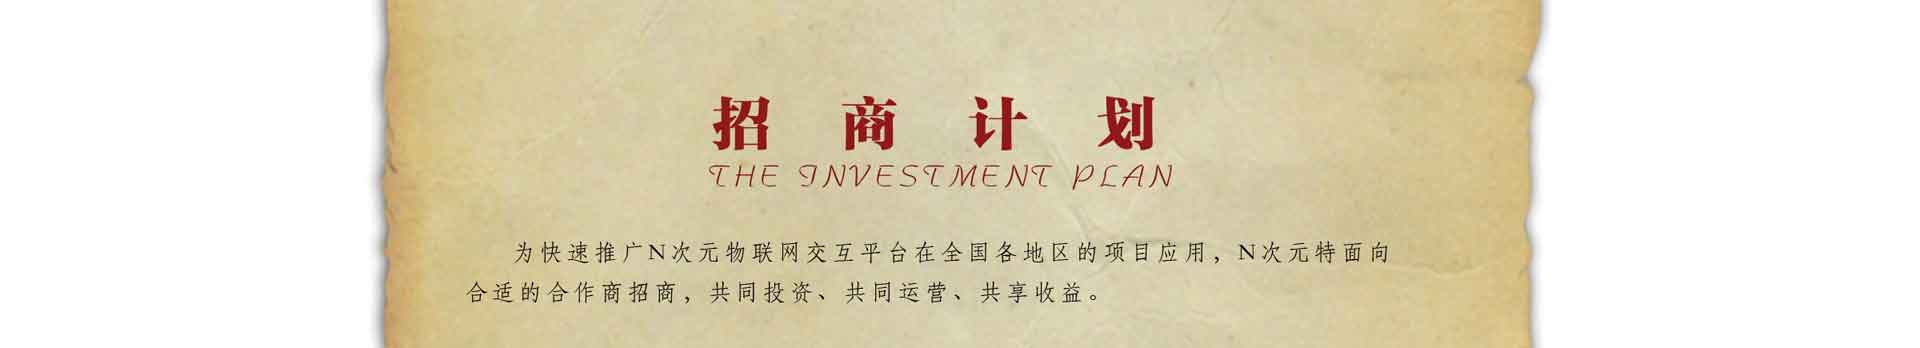 招商计划
THE INVESTMENT PLAN
为快速推广N次元物联网交互平台在全国各地区的项目应用，N次元特面向
合适的合作商招商，共同投资、共同运营、共享收益。